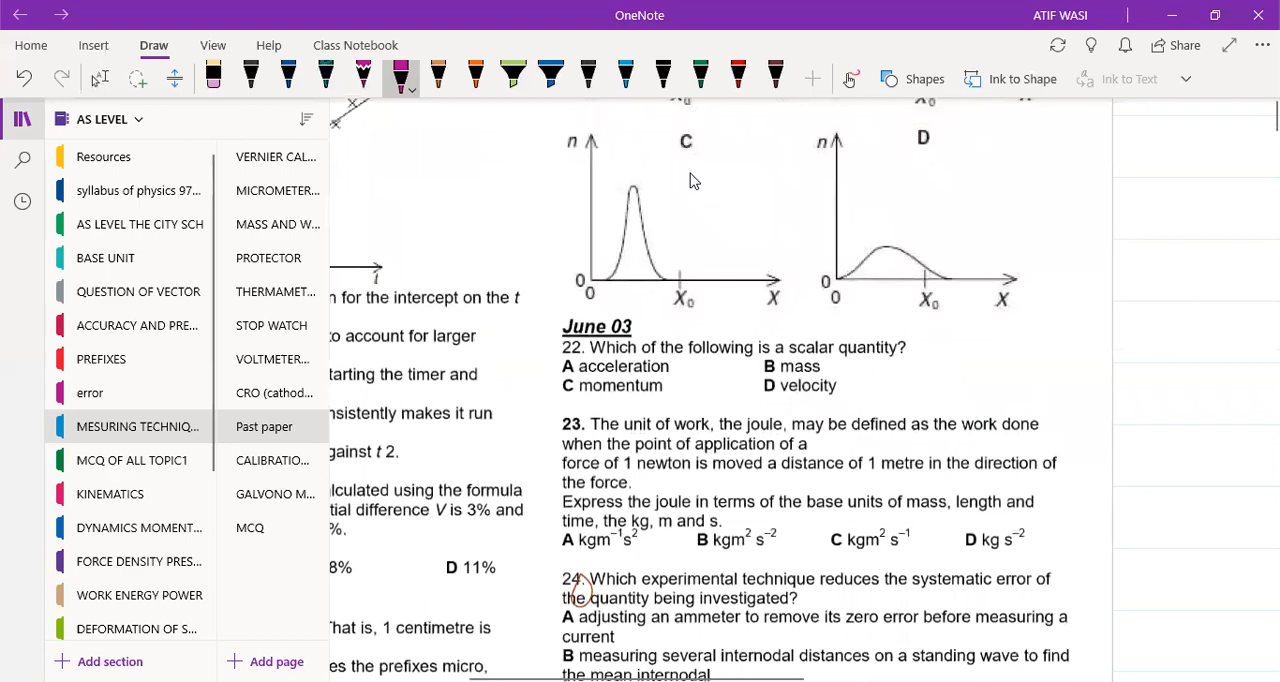 OneNote
ATIF WASI
Home Insert Draw View Help Class Notebook
Share
Shapes Ink to Shape Ink to Text
AS LEVEL
Resources
syllabus of physics 97...
AS LEVEL THE CITY SCH
BASE UNIT
QUESTION OF VECTOR
ACCURACY AND PRE...
PREFIXES
error
MESURING TECHNIQ...
MCQ OF ALL TOPIC1
KINEMATICS
DYNAMICS MOMENT...
FORCE DENSITY PRES...
WORK ENERGY POWER
DEFORMATION OF S...
Add section
VERNIER CAL...
MICROMETER...
MASS AND W...
PROTECTOR
THERMAMET...
STOP WATCH
VOLTMETER...
CRO (cathod...
Past paper
CALIBRATIO...
GALVONO M...
MCQ
Add page
t
n for the intercept on the t
to account for larger
tarting the timer and
nsistently makes it run
gainst t 2.
lculated using the formula
tial difference V is 3% and
%.
8% D 11%
That is, 1 centimetre is
es the prefixes micro,
n C
0
0 X₀ X
n D
0
0 X₀ X
June 03
22. Which of the following is a scalar quantity?
A acceleration B mass
C momentum D velocity
23. The unit of work, the joule, may be defined as the work done
when the point of application of a
force of 1 newton is moved a distance of 1 metre in the direction of
the force.
Express the joule in terms of the base units of mass, length and
time, the kg, m and s.
A kgm⁻¹s² B kgm² s⁻² C kgm² s⁻¹ D kg s⁻²
24. Which experimental technique reduces the systematic error of
the quantity being investigated?
A adjusting an ammeter to remove its zero error before measuring a
current
B measuring several internodal distances on a standing wave to find
the mean internodal